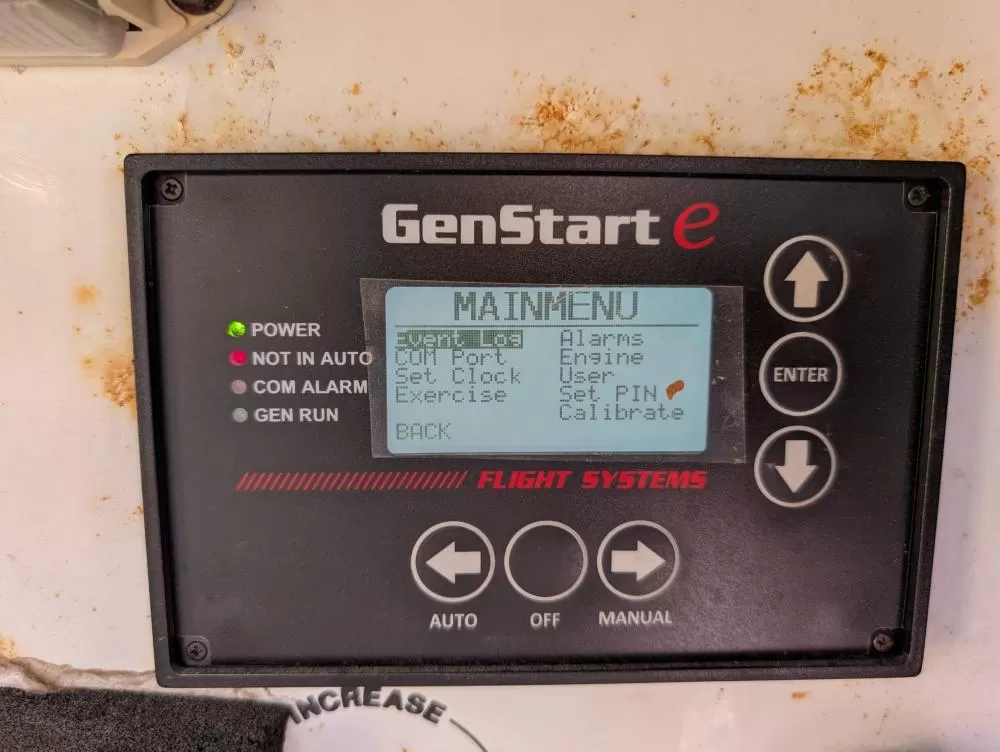 GenStart e
MAINMENU
Event Log Alarms
COM Port Engine
Set Clock User
Exercise Set PIN
Calibrate
BACK
POWER
NOT IN AUTO
COM ALARM
GEN RUN
ENTER
FLIGHT SYSTEMS
AUTO OFF MANUAL
INCREASE